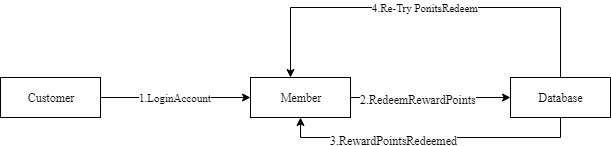 4.Re-Try PonitsRedeem
Customer
1.LoginAccount
Member
2.RedeemRewardPoints
Database
3.RewardPointsRedeemed